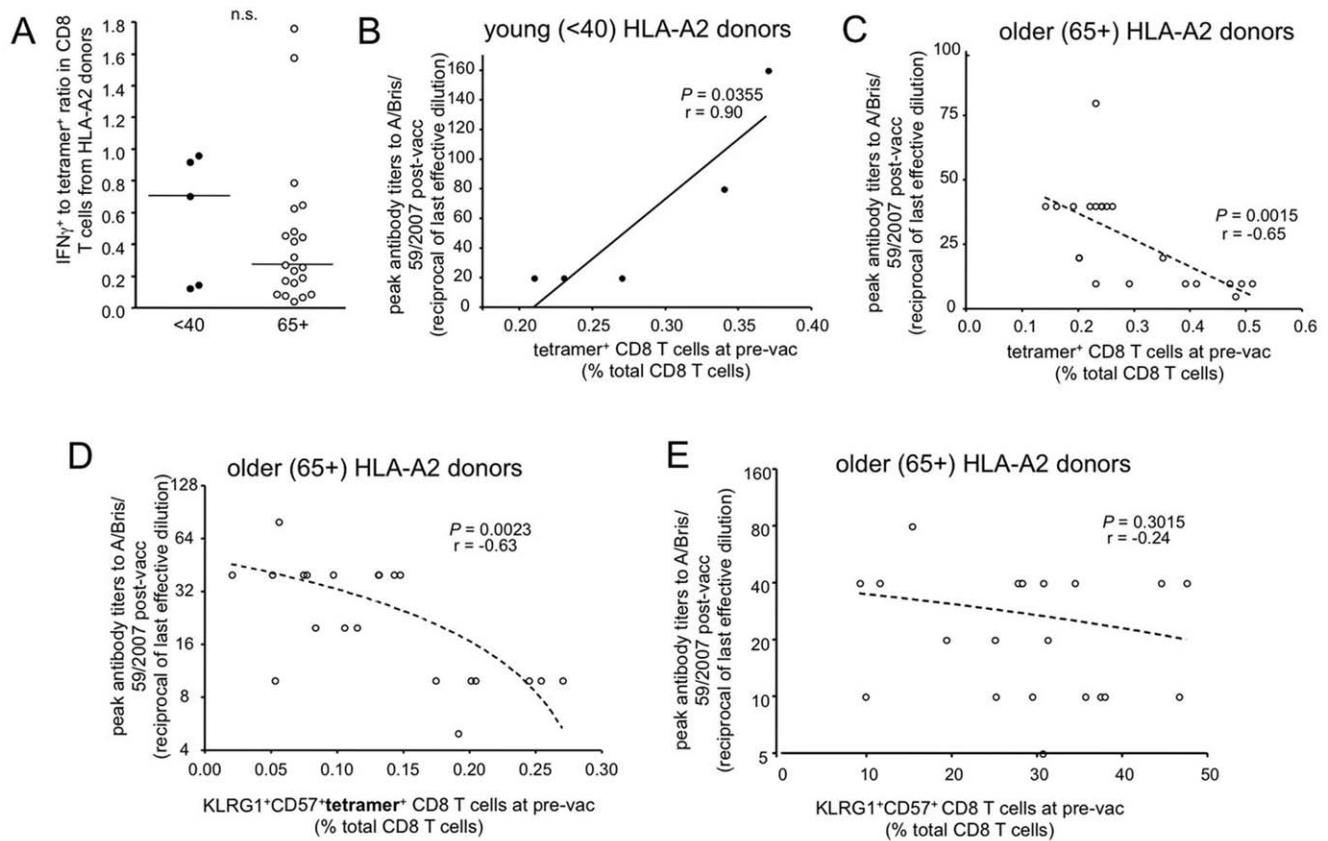 A
n.s.
IFNγ⁺ to tetramer⁺ ratio in CD8
T cells from HLA-A2 donors
1.8
1.6
1.4
1.2
1.0
0.8
0.6
0.4
0.2
0.0
<40
65+
B
young (<40) HLA-A2 donors
peak antibody titers to A/Bris/
59/2007 post-vacc
(reciprocal of last effective dilution)
160
140
120
100
80
60
40
20
0
P = 0.0355
r = 0.90
0.20
0.25
0.30
0.35
0.40
tetramer⁺ CD8 T cells at pre-vac
(% total CD8 T cells)
C
older (65+) HLA-A2 donors
peak antibody titers to A/Bris/
59/2007 post-vacc
(reciprocal of last effective dilution)
100
75
50
25
0
P = 0.0015
r = -0.65
0.0
0.1
0.2
0.3
0.4
0.5
0.6
tetramer⁺ CD8 T cells at pre-vac
(% total CD8 T cells)
D
older (65+) HLA-A2 donors
peak antibody titers to A/Bris/
59/2007 post-vacc
(reciprocal of last effective dilution)
128
64
32
16
8
4
P = 0.0023
r = -0.63
0.00
0.05
0.10
0.15
0.20
0.25
0.30
KLRG1⁺CD57⁺tetramer⁺ CD8 T cells at pre-vac
(% total CD8 T cells)
E
older (65+) HLA-A2 donors
peak antibody titers to A/Bris/
59/2007 post-vacc
(reciprocal of last effective dilution)
160
80
40
20
10
5
P = 0.3015
r = -0.24
0
10
20
30
40
50
KLRG1⁺CD57⁺ CD8 T cells at pre-vac
(% total CD8 T cells)